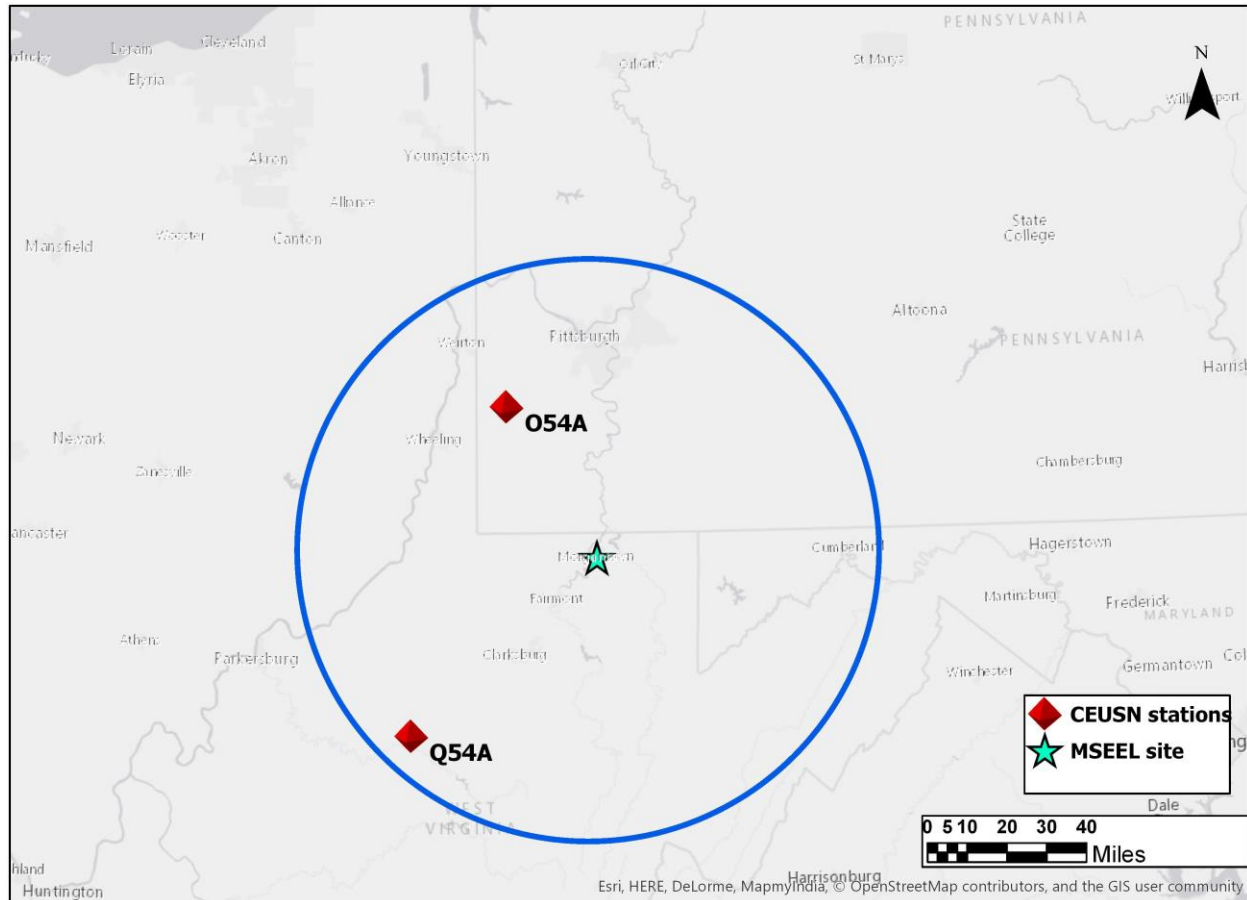 PENNSYLVANIA
Cleveland
Lorain
Oil City
St Marys
Elyria
N
Youngstown
Akron
Alliance
State
College
Mansfield
Wooster
Canton
Altoona
Pittsburgh
Weirton
PENNSYLVANIA
O54A
Newark
Wheeling
Zanesville
Chambersburg
Cumberland
Hagerstown
Fairmont
Martinsburg
Frederick
MARYLAND
Athens
Parkersburg
Clarksburg
Winchester
Germantown
CEUSN stations
Q54A
MSEEL site
WEST
VIRGINIA
Dale
0 5 10 20 30 40
Miles
Harrisonburg
Huntington
Esri, HERE, DeLorme, MapmyIndia, © OpenStreetMap contributors, and the GIS user community